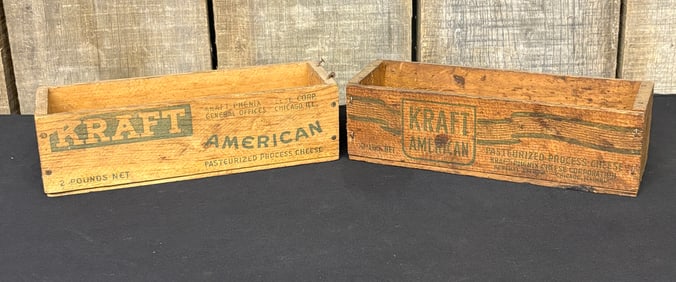 KRAFT
KRAFT-PHENIX CHEESE CORP.
GENERAL OFFICES CHICAGO, ILL.
AMERICAN
PASTEURIZED PROCESS CHEESE
2 POUNDS NET
KRAFT
AMERICAN
NET
PASTEURIZED PROCESS CHEESE
CORPORATION